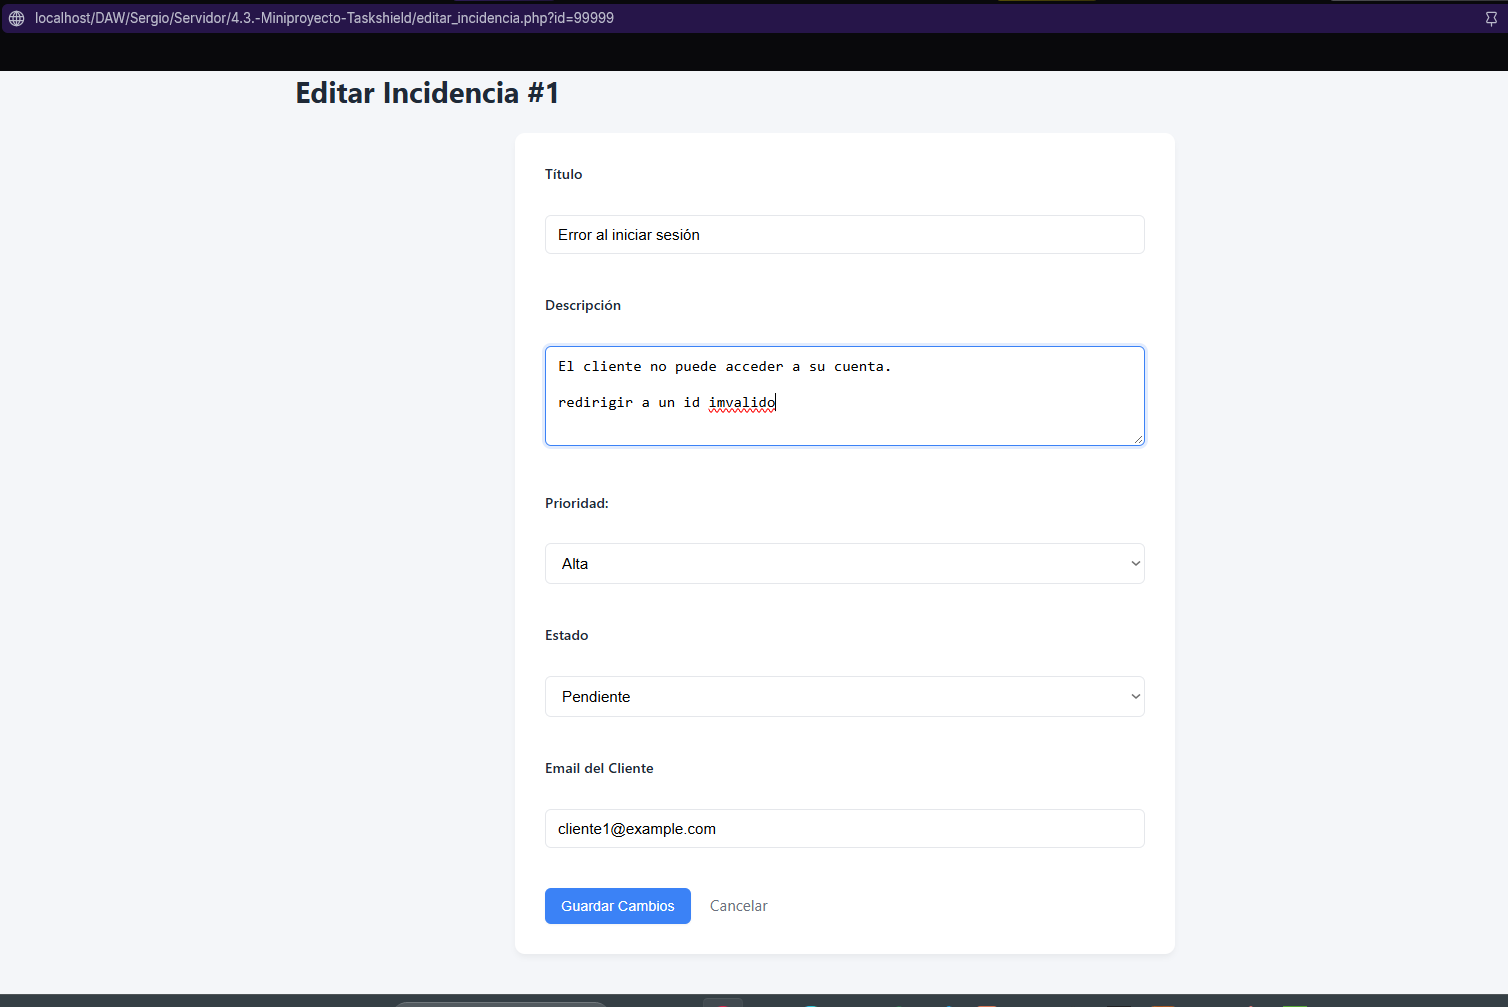 localhost/DAW/Sergio/Servidor/4.3.-Miniproyecto-Taskshield/editar_incidencia.php?id=99999
Editar Incidencia #1
Título
Error al iniciar sesión
Descripción
El cliente no puede acceder a su cuenta.
redirigir a un id imvalido
Prioridad:
Alta
Estado
Pendiente
Email del Cliente
cliente1@example.com
Guardar Cambios
Cancelar